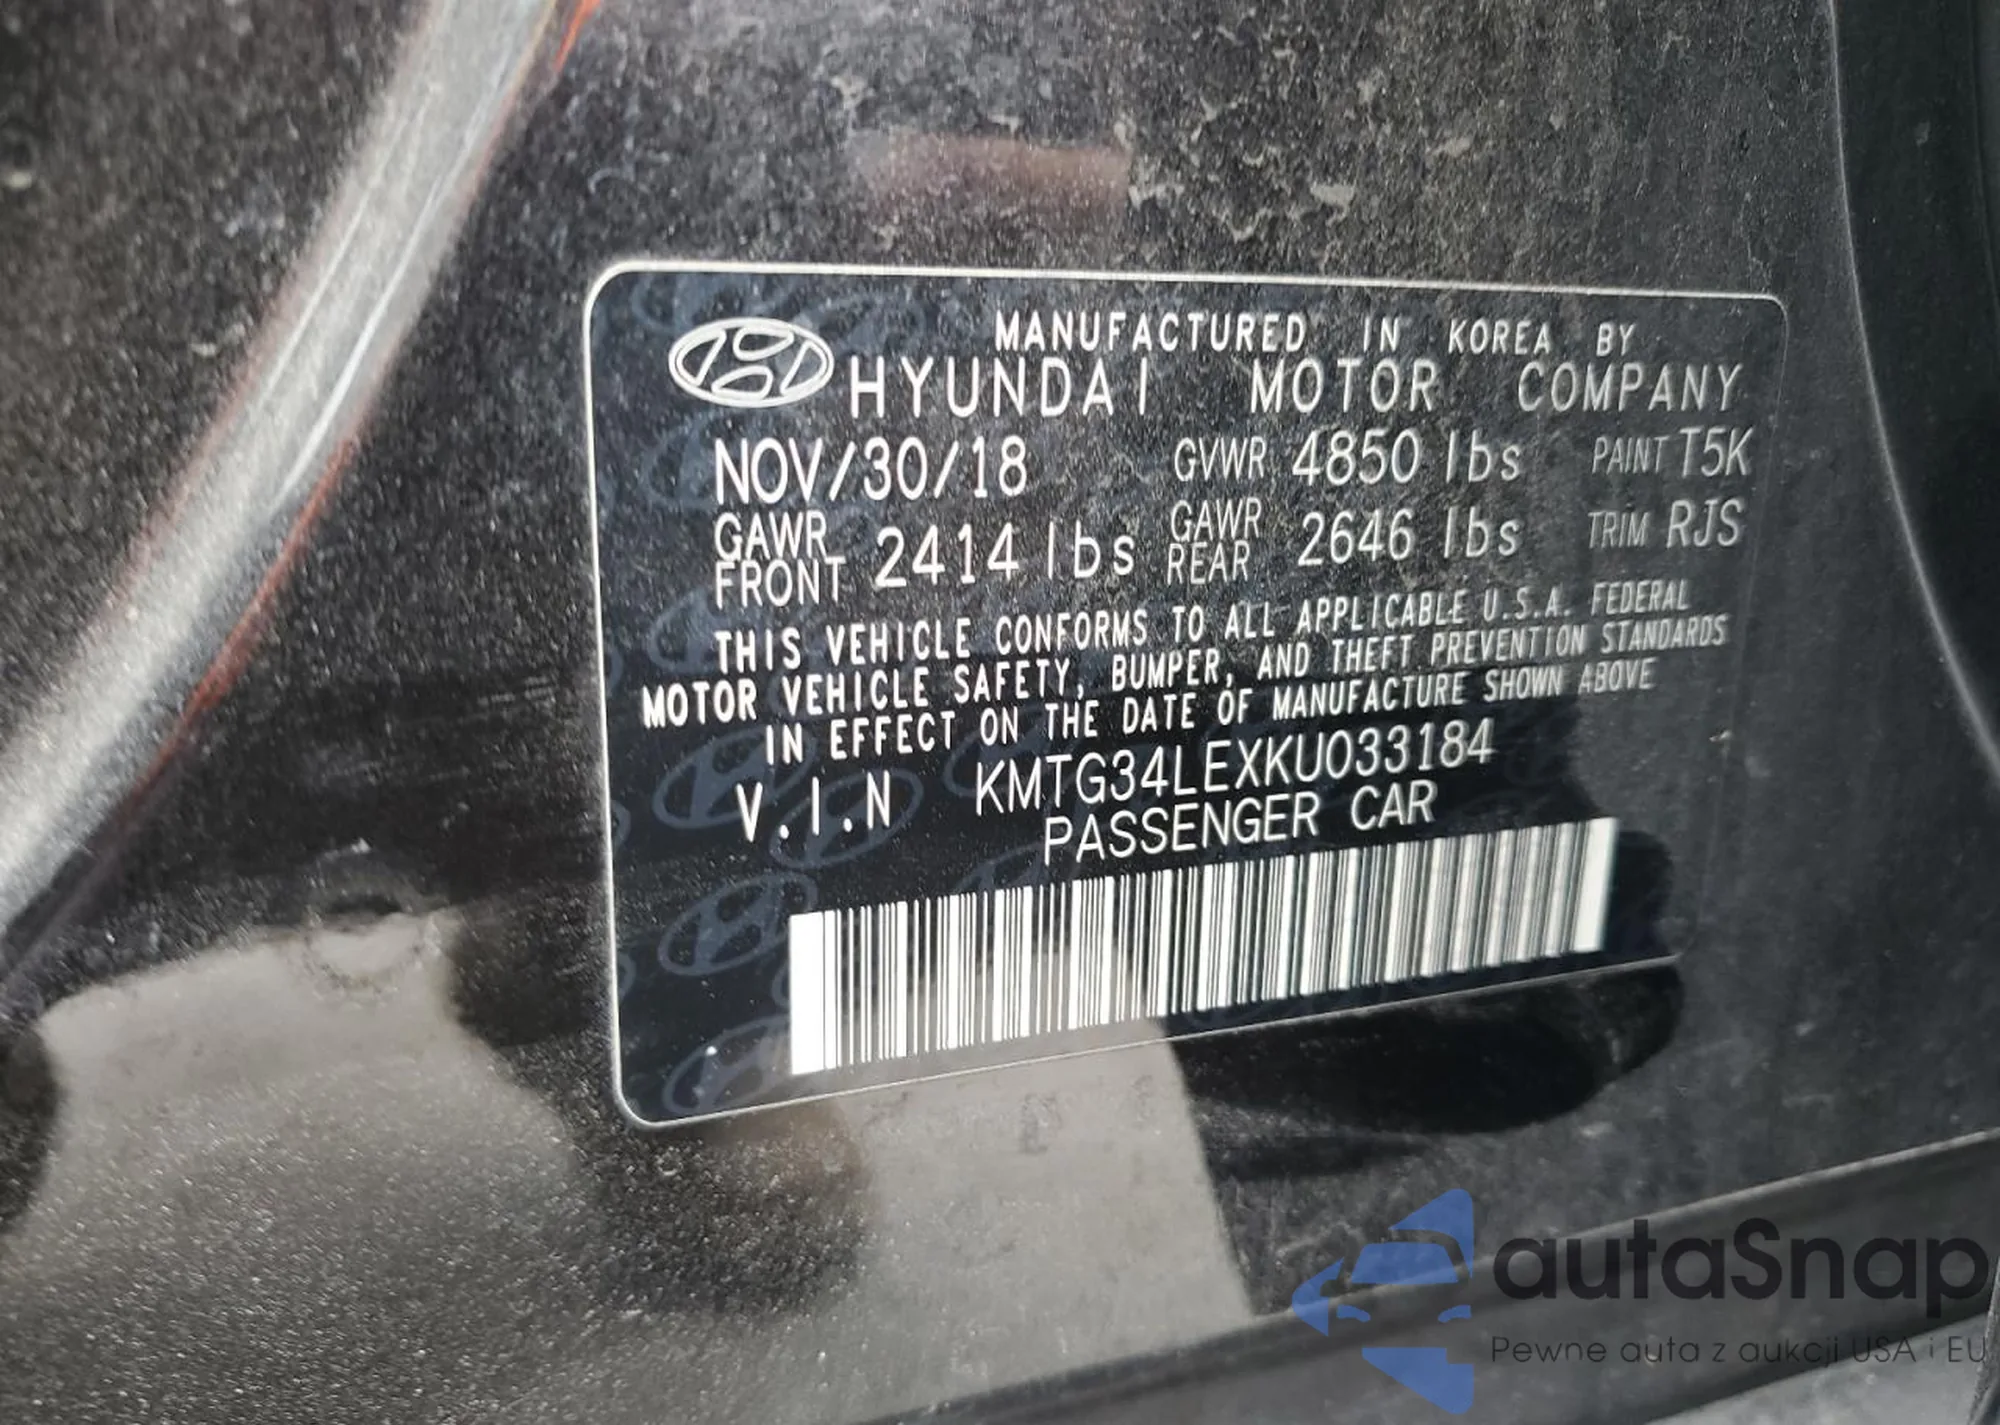 MANUFACTURED IN KOREA BY
HYUNDAI MOTOR COMPANY
NOV/30/18 GVWR 4850 lbs PAINT T5K
GAWR FRONT 2414 lbs GAWR REAR 2646 lbs TRIM RJS
THIS VEHICLE CONFORMS TO ALL APPLICABLE U.S.A. FEDERAL
MOTOR VEHICLE SAFETY, BUMPER, AND THEFT PREVENTION STANDARDS
IN EFFECT ON THE DATE OF MANUFACTURE SHOWN ABOVE
V.I.N KMTG34LEXKU033184
PASSENGER CAR
autaSnap
Pewne auta z aukcji USA i EU